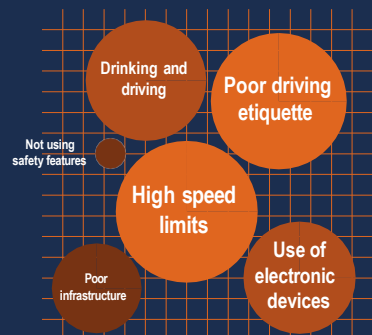 Drinking and
driving
Poor driving
etiquette
Not using
safety features
High speed
limits
Use of
electronic
devices
Poor
infrastructure